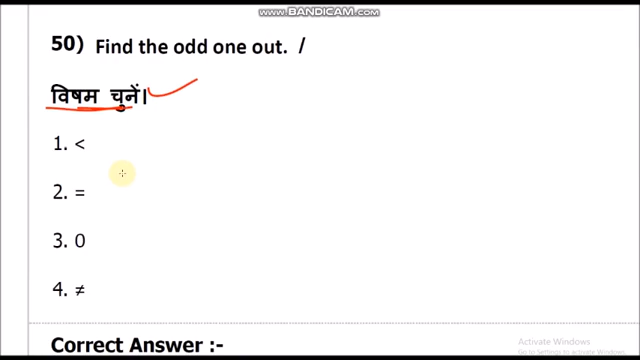 www.BANDICAM.com
50) Find the odd one out. /
विषम चुनें।
1. <
2. =
3. 0
4. ≠
Correct Answer :-
Activate Windows
Go to Settings to activate Windows.